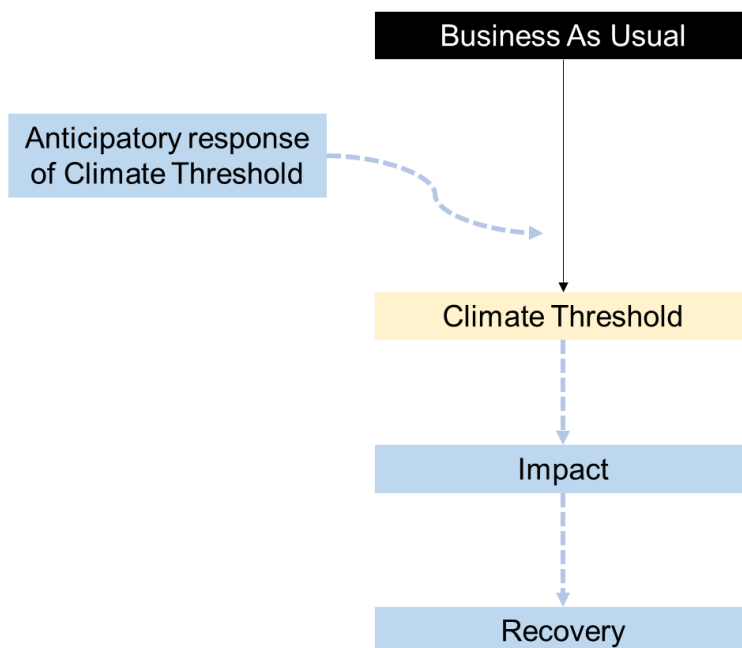 Business As Usual
Anticipatory response
of Climate Threshold
Climate Threshold
Impact
Recovery